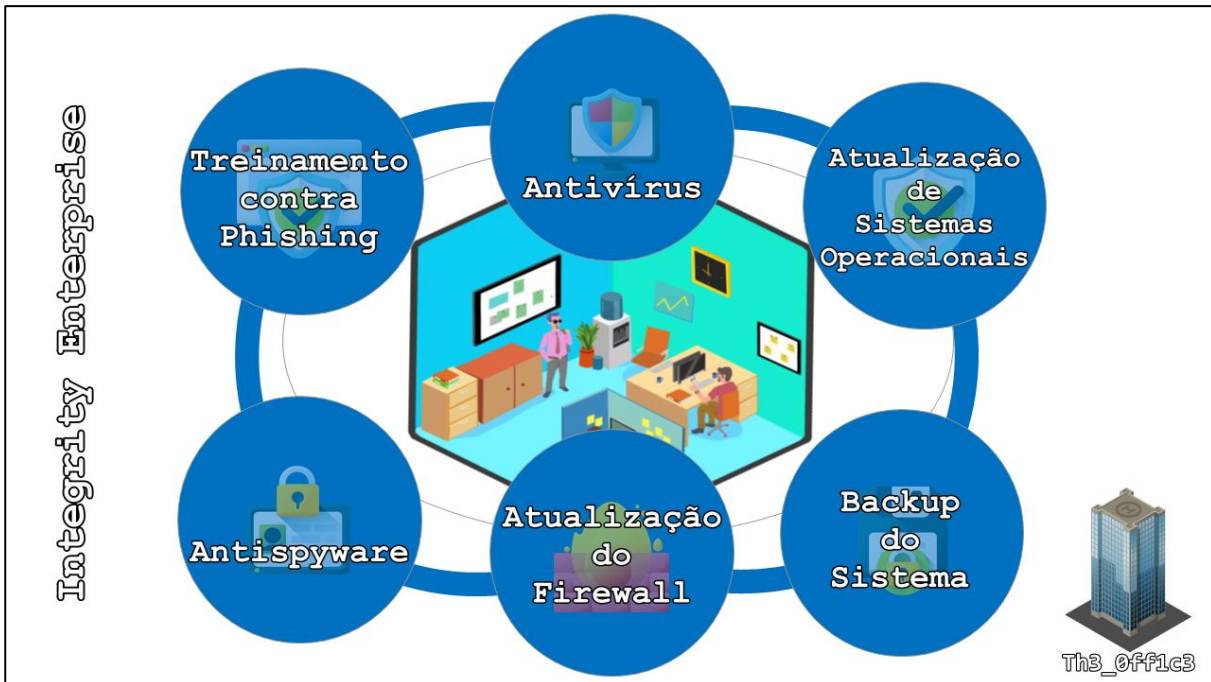 Integrity Enterprise
Treinamento
contra
Phishing
Antivírus
Atualização
de
Sistemas
Operacionais
Antispyware
Atualização
do
Firewall
Backup
do
Sistema
Th3_0ff1c3